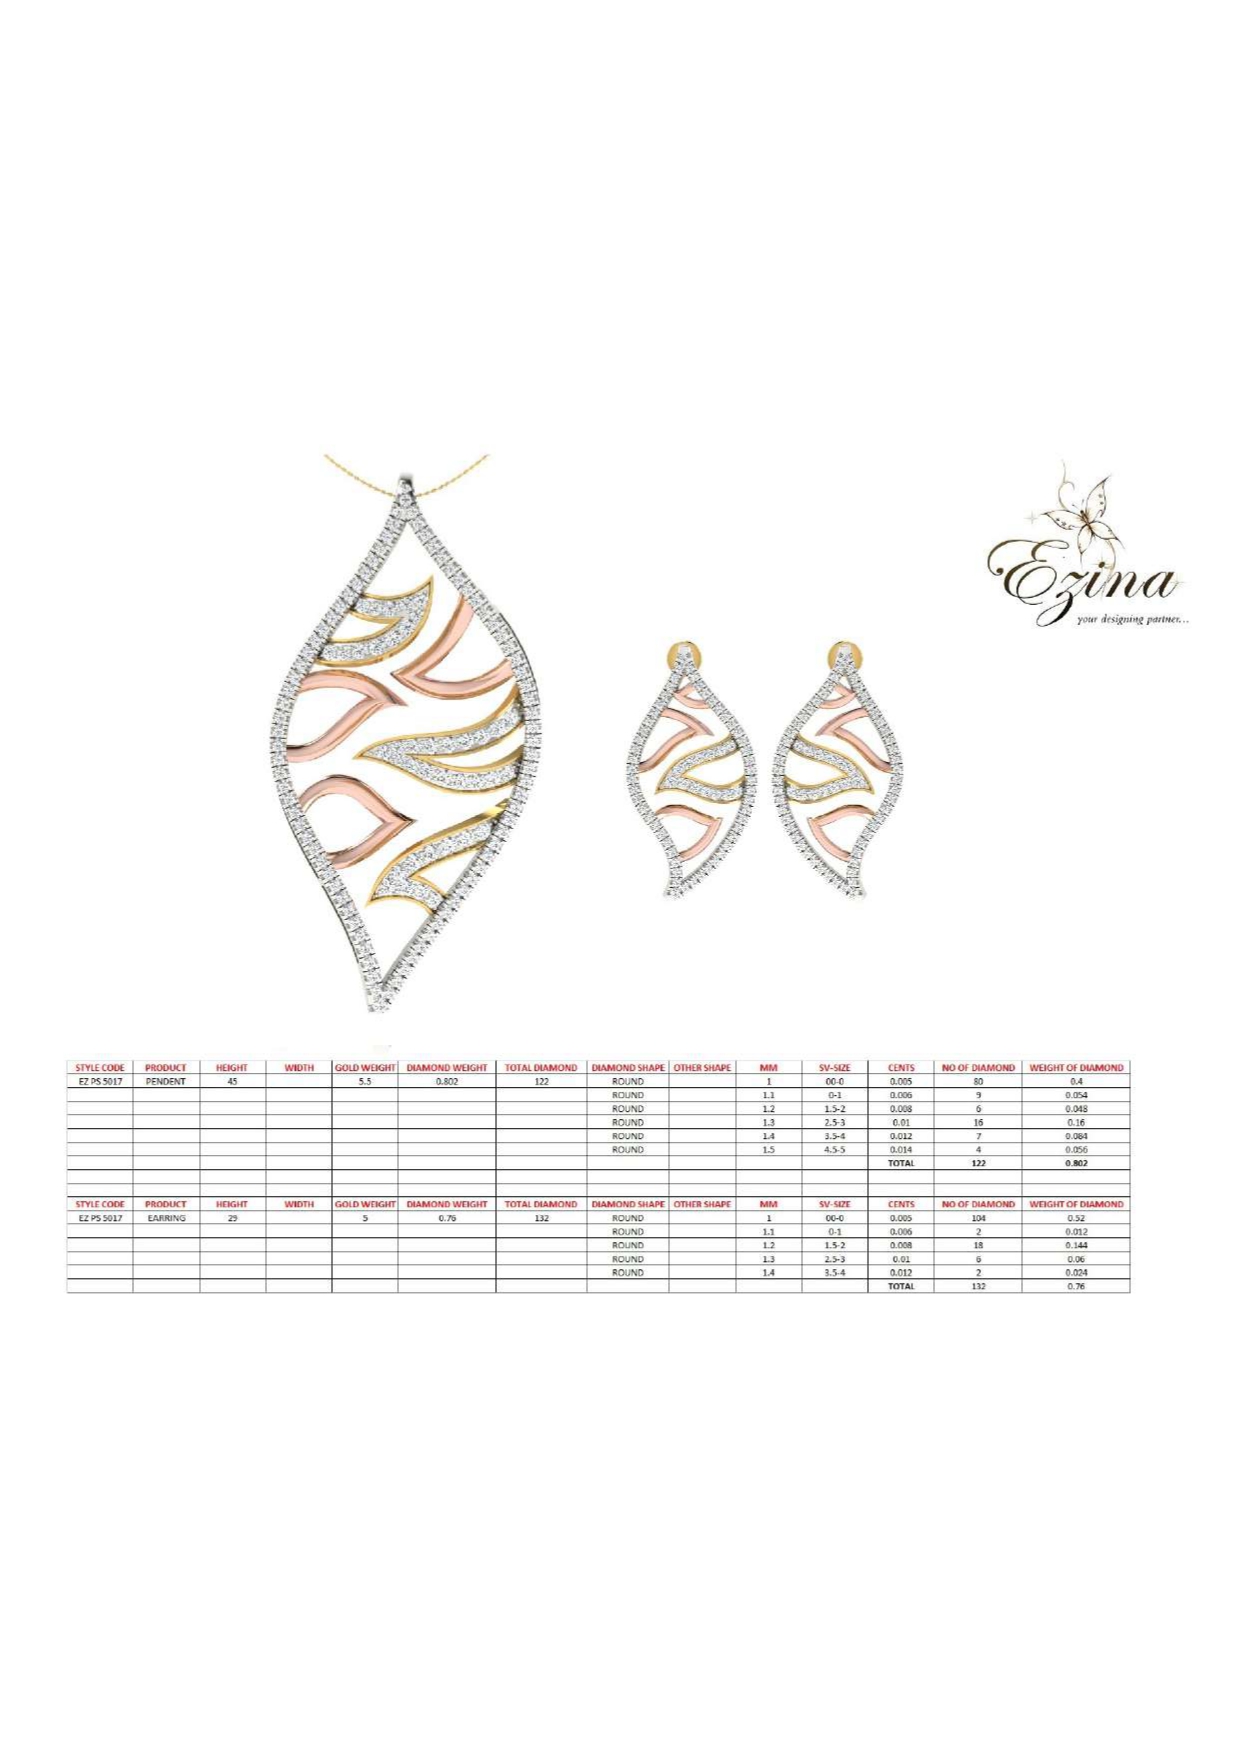 Ezina
your designing partner...
STYLE CODE PRODUCT HEIGHT WIDTH GOLD WEIGHT DIAMOND WEIGHT TOTAL DIAMOND DIAMOND SHAPE OTHER SHAPE MM SV-SIZE CENTS NO OF DIAMOND WEIGHT OF DIAMOND
EZ PS 5017 PENDENT 45 5.5 0.802 122 ROUND 1 00-0 0.005 80 0.4
ROUND 1.1 0-1 0.006 9 0.054
ROUND 1.2 1.5-2 0.008 6 0.048
ROUND 1.3 2.5-3 0.01 16 0.16
ROUND 1.4 3.5-4 0.012 7 0.084
ROUND 1.5 4.5-5 0.014 4 0.056
TOTAL 122 0.802
STYLE CODE PRODUCT HEIGHT WIDTH GOLD WEIGHT DIAMOND WEIGHT TOTAL DIAMOND DIAMOND SHAPE OTHER SHAPE MM SV-SIZE CENTS NO OF DIAMOND WEIGHT OF DIAMOND
EZ PS 5017 EARRING 29 5 0.76 132 ROUND 1 00-0 0.005 104 0.52
ROUND 1.1 0-1 0.006 2 0.012
ROUND 1.2 1.5-2 0.008 18 0.144
ROUND 1.3 2.5-3 0.01 6 0.06
ROUND 1.4 3.5-4 0.012 2 0.024
TOTAL 132 0.76